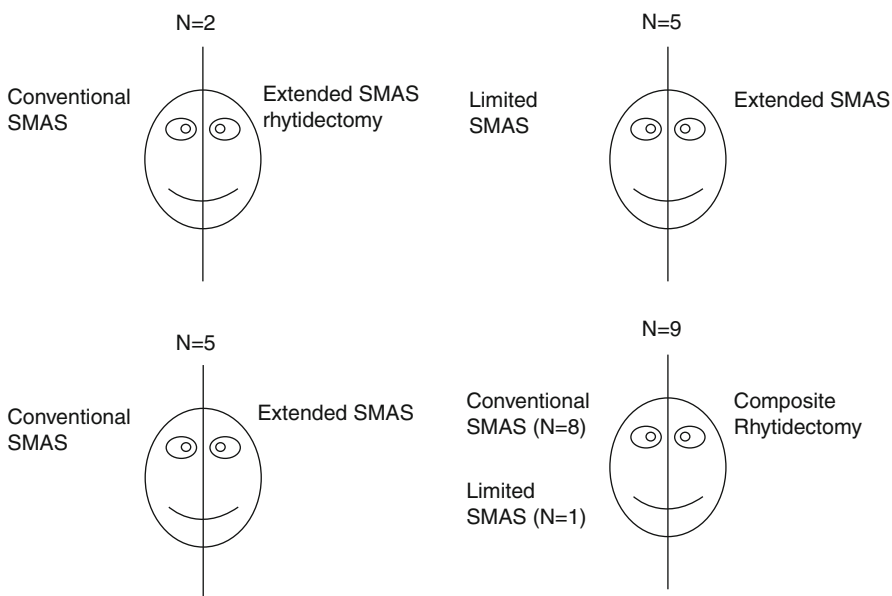 N=2
Conventional
SMAS
Extended SMAS
rhytidectomy
N=5
Limited
SMAS
Extended SMAS
N=5
Conventional
SMAS
Extended SMAS
N=9
Conventional
SMAS (N=8)
Limited
SMAS (N=1)
Composite
Rhytidectomy